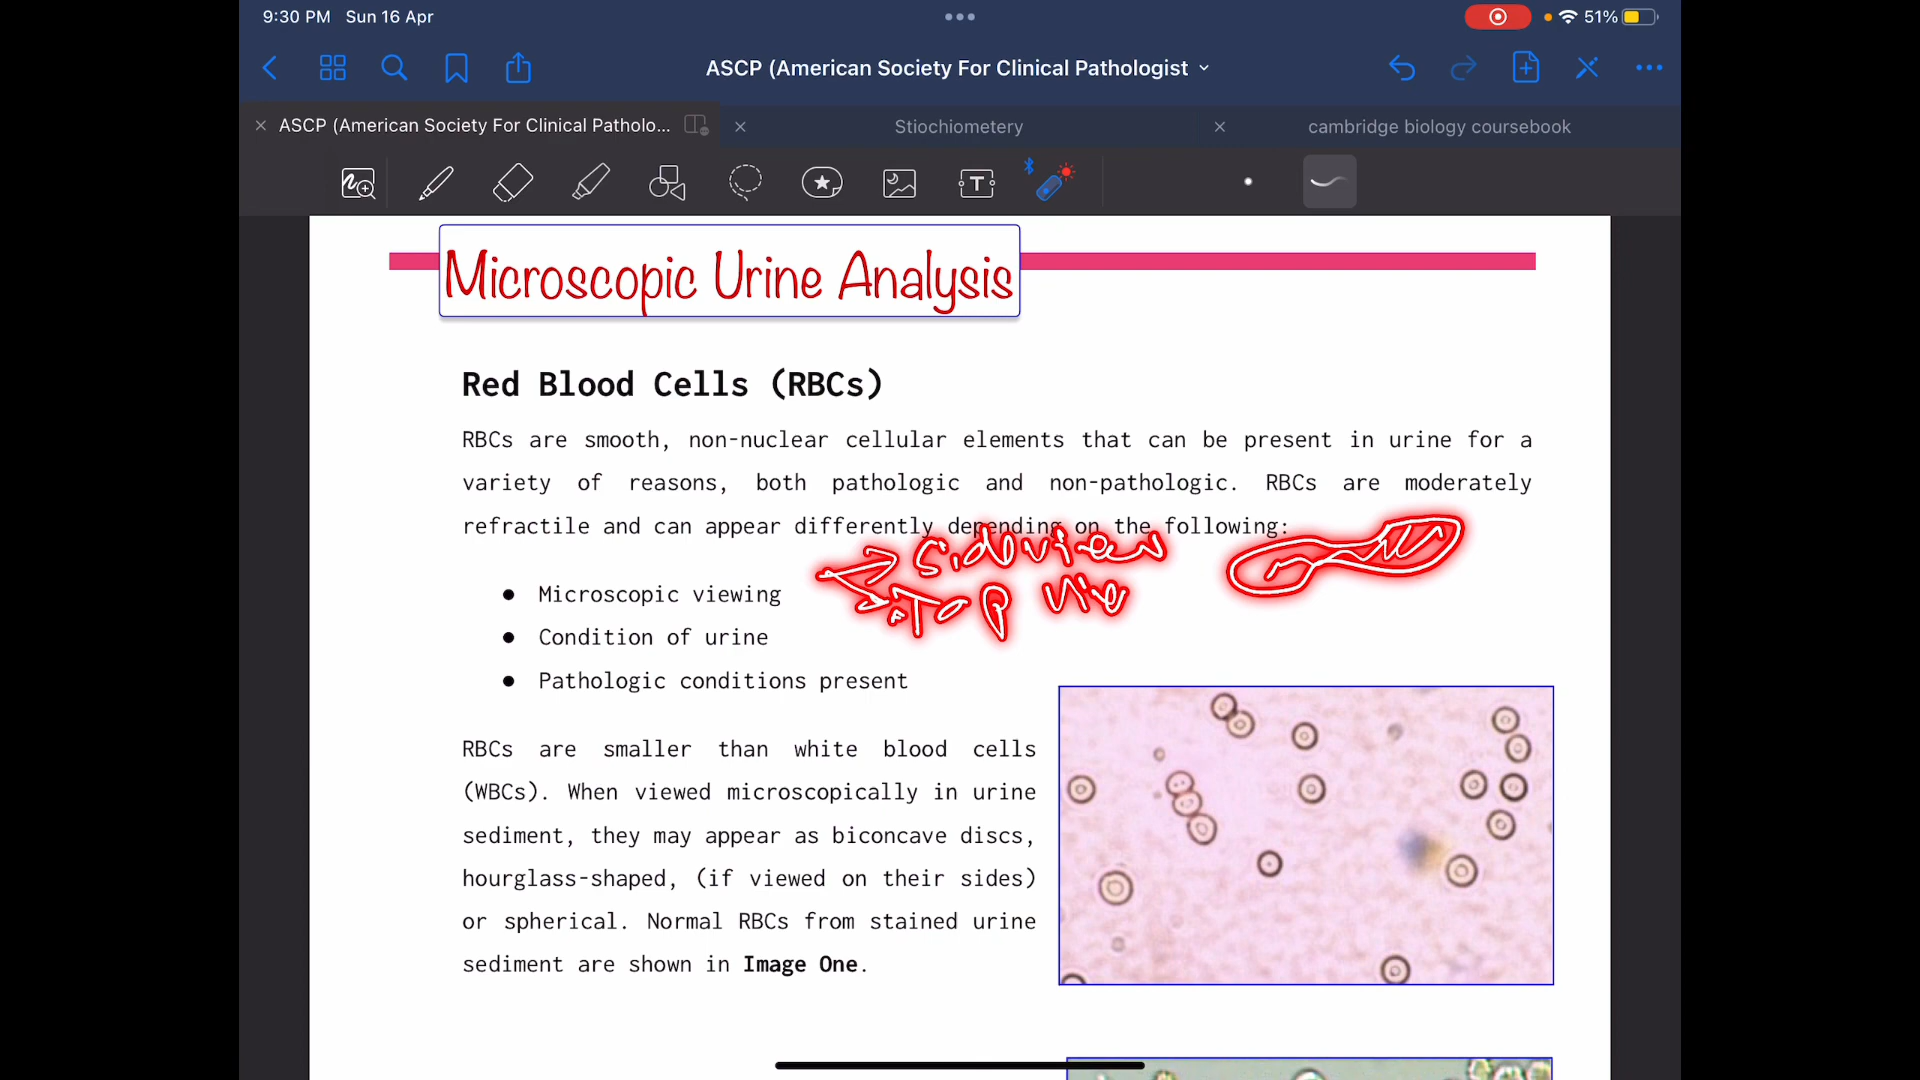 9:30 PM Sun 16 Apr
51%
ASCP (American Society For Clinical Pathologist
ASCP (American Society For Clinical Patholo...
Stiochiometery
cambridge biology coursebook
Microscopic Urine Analysis
Red Blood Cells (RBCs)
RBCs are smooth, non-nuclear cellular elements that can be present in urine for a
variety of reasons, both pathologic and non-pathologic. RBCs are moderately
refractile and can appear differently depending on the following:
Side view
Top vie
● Microscopic viewing
● Condition of urine
● Pathologic conditions present
RBCs are smaller than white blood cells
(WBCs). When viewed microscopically in urine
sediment, they may appear as biconcave discs,
hourglass-shaped, (if viewed on their sides)
or spherical. Normal RBCs from stained urine
sediment are shown in Image One.